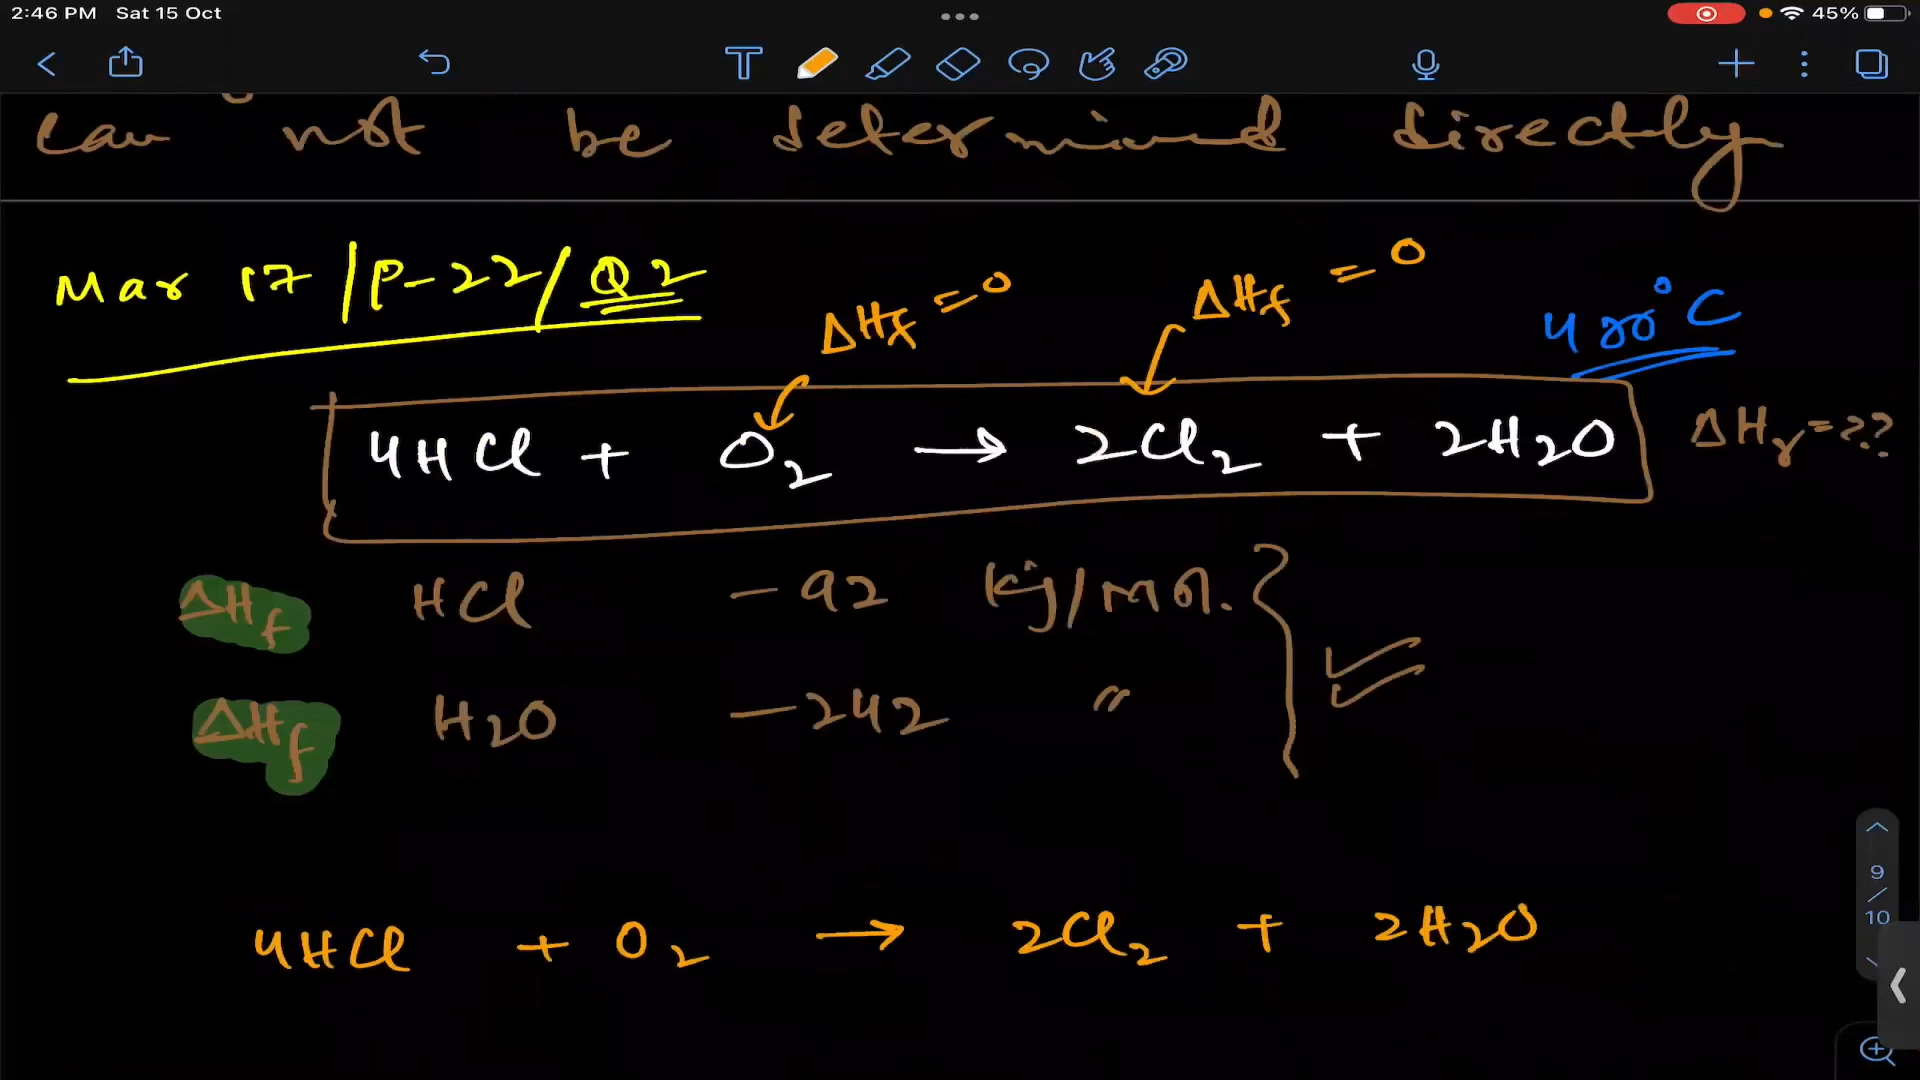 2:46 PM Sat 15 Oct
45%
can not be determined directly
Mar 17 / P-22 / Q2
ΔHf = 0
ΔHf = 0
400°C
4HCl + O₂ → 2Cl₂ + 2H₂O
ΔHr = ??
ΔHf HCl -92 kj/mol.
ΔHf H₂O -242 "
4HCl + O₂ → 2Cl₂ + 2H₂O
9
/
10